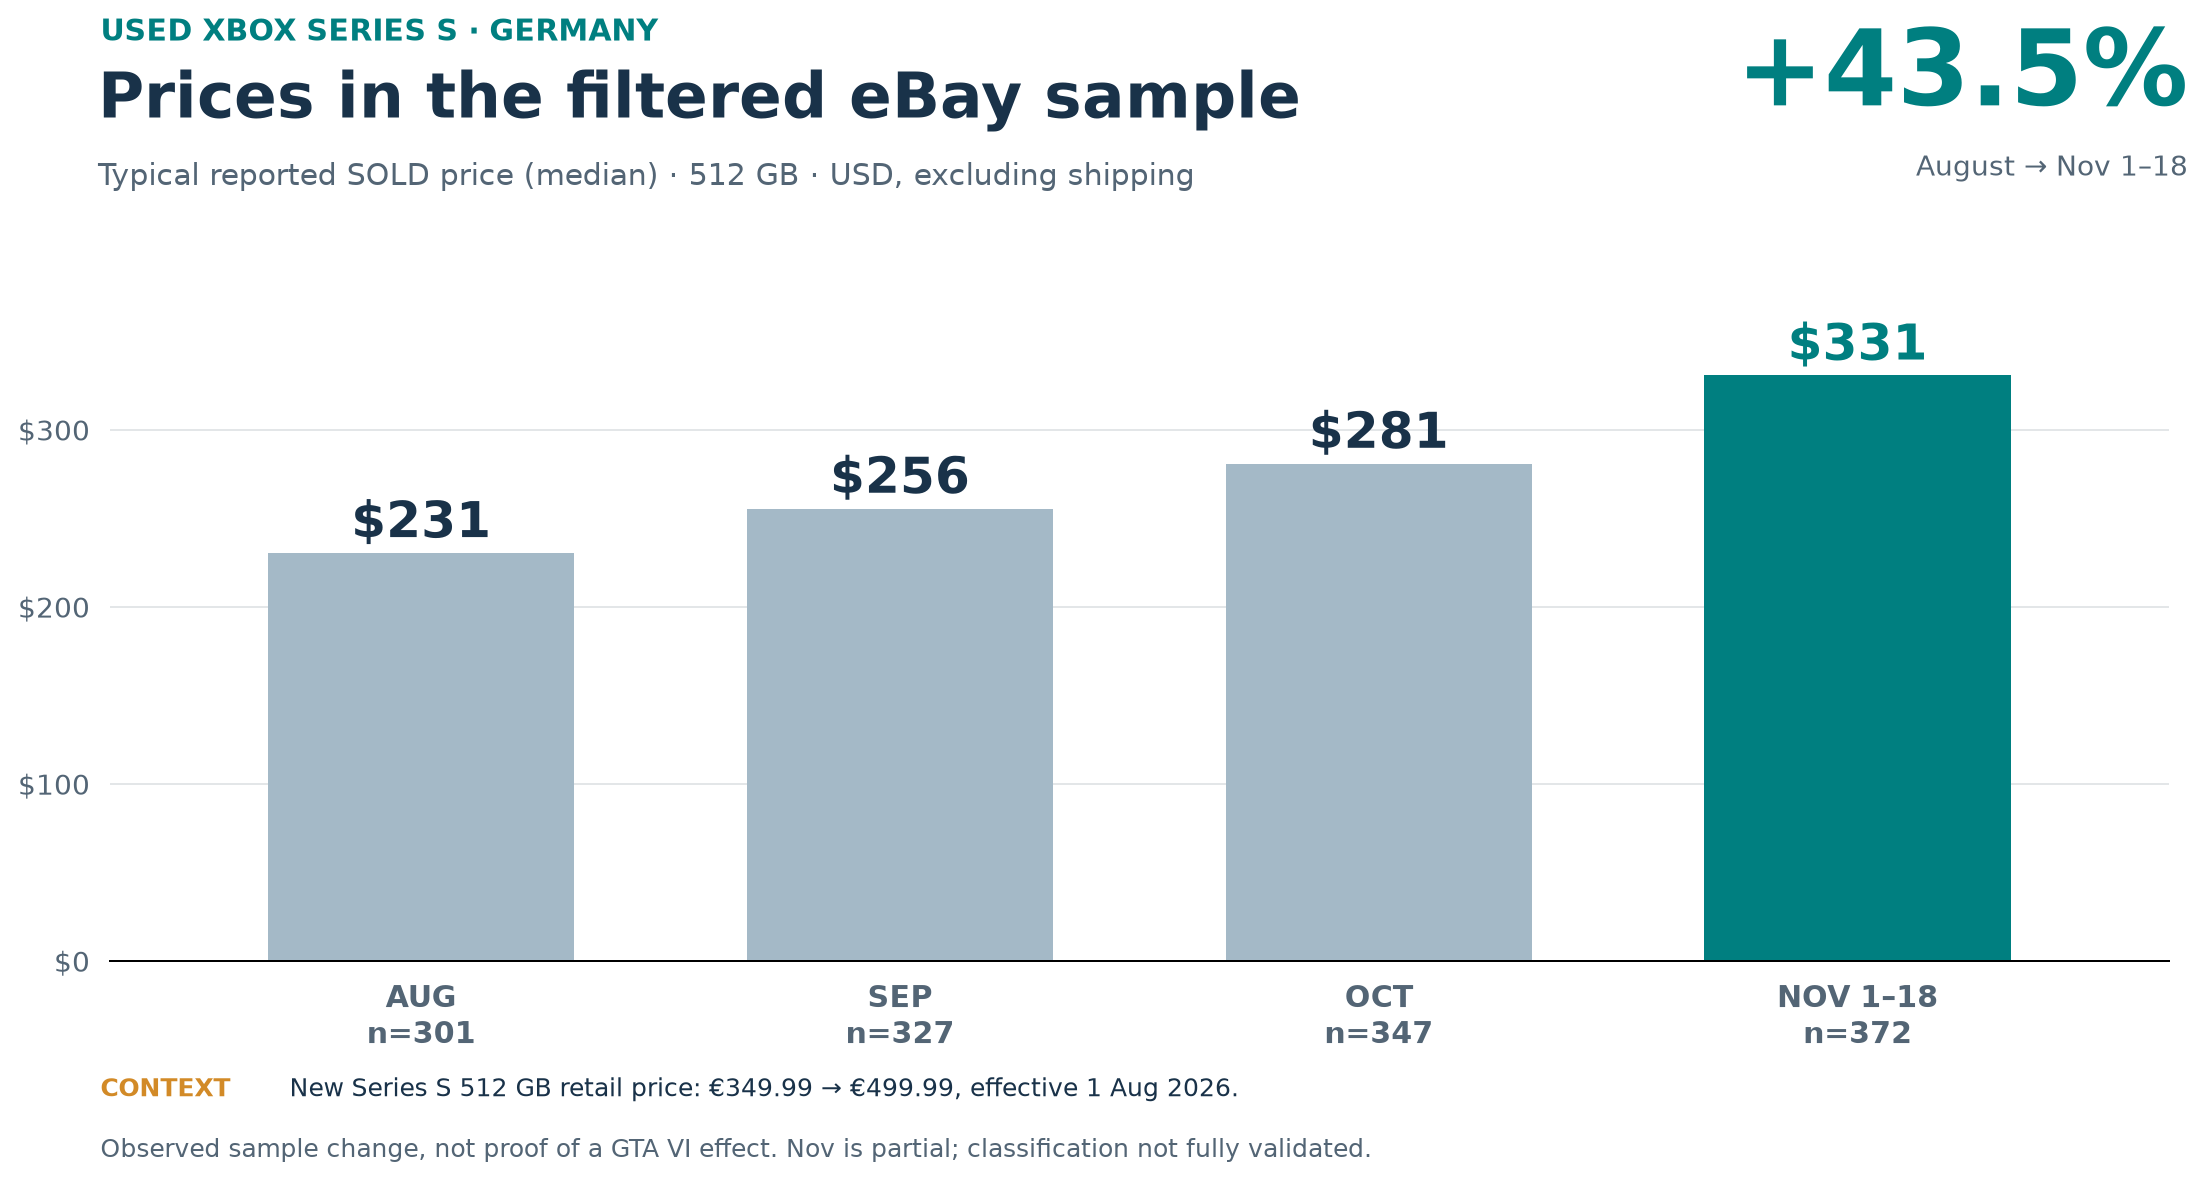 USED XBOX SERIES S · GERMANY
Prices in the filtered eBay sample
Typical reported SOLD price (median) · 512 GB · USD, excluding shipping
+43.5%
August → Nov 1–18
$300
$200
$100
$0
$231
$256
$281
$331
AUG
n=301
SEP
n=327
OCT
n=347
NOV 1–18
n=372
CONTEXT New Series S 512 GB retail price: €349.99 → €499.99, effective 1 Aug 2026.
Observed sample change, not proof of a GTA VI effect. Nov is partial; classification not fully validated.